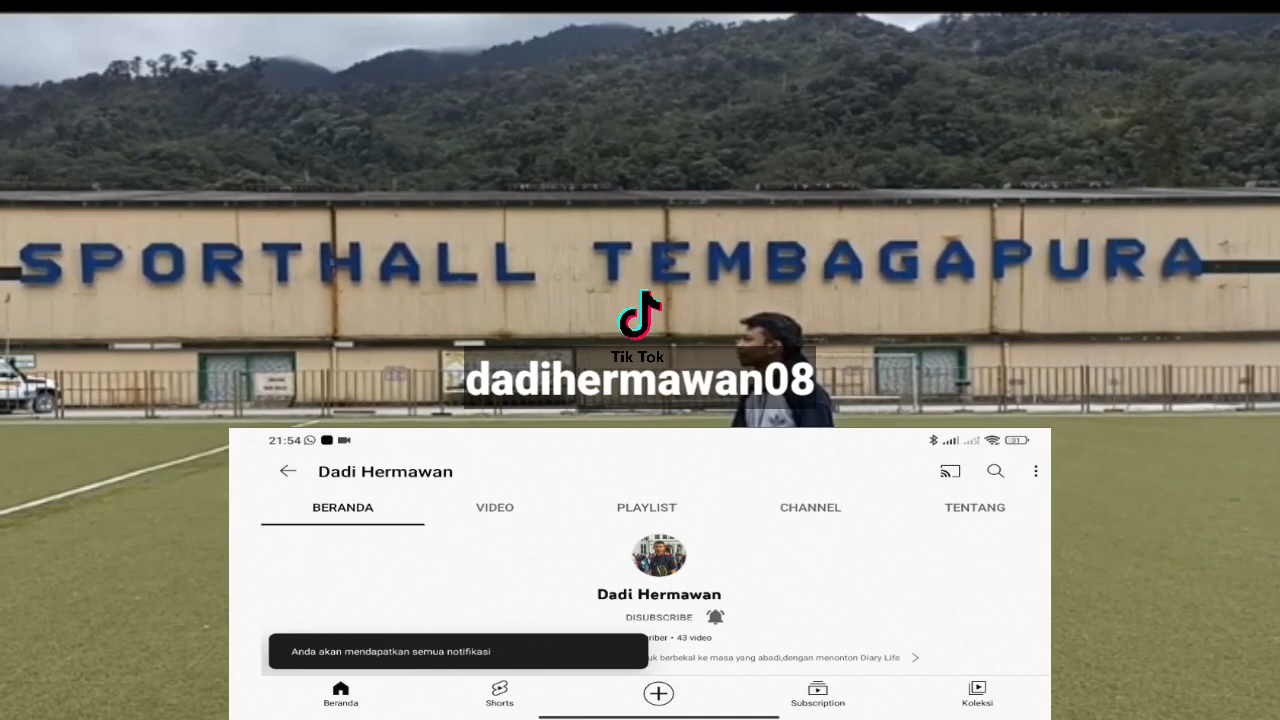 SPORTHALL TEMBAGAPURA
Tik Tok
dadihermawan08
21:54
31
Dadi Hermawan
BERANDA VIDEO PLAYLIST CHANNEL TENTANG
Dadi Hermawan
DISUBSCRIBE
43 video
berbekal ke masa yang abadi,dengan menonton Diary Life
Anda akan mendapatkan semua notifikasi
Beranda Shorts Subscription Koleksi